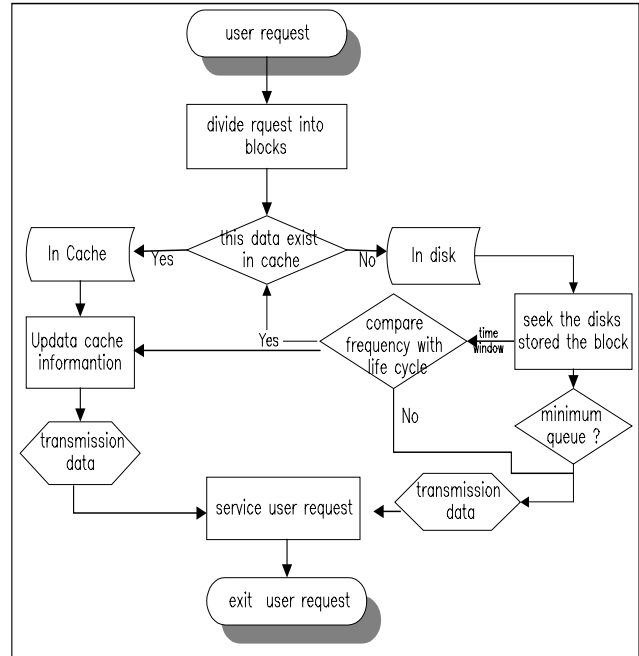 user request
divide rquest into
blocks
this data exist
in cache
In Cache
Yes
No
In disk
Updata cache
informantion
Yes
compare
frequency with
life cycle
time
window
seek the disks
stored the block
No
minimum
queue ?
transmission
data
transmission
data
service user request
exit user request